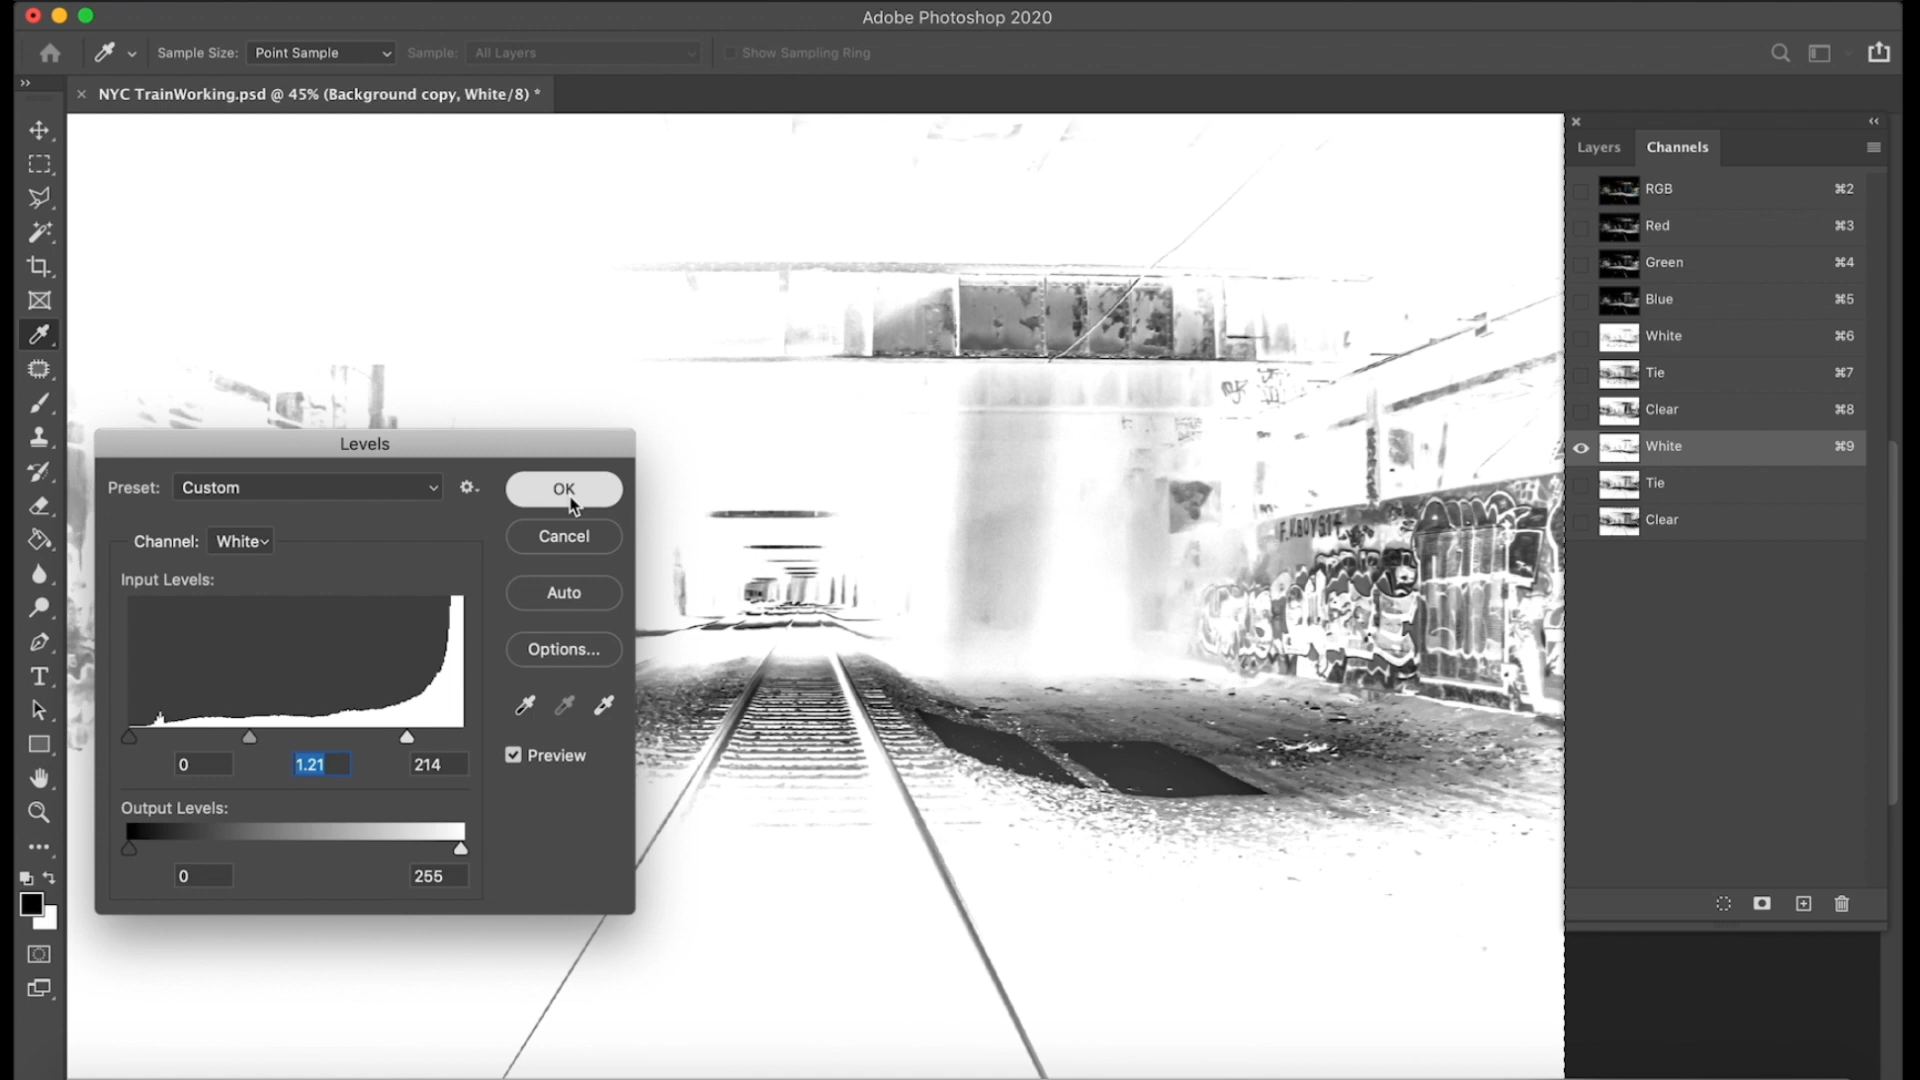 Adobe Photoshop 2020
Sample Size: Point Sample Sample: All Layers Show Sampling Ring
NYC TrainWorking.psd @ 45% (Background copy, White/8) *
Layers Channels
RGB ⌘2
Red ⌘3
Green ⌘4
Blue ⌘5
White ⌘6
Tie ⌘7
Clear ⌘8
White ⌘9
Tie
Clear
Levels
Preset: Custom
OK
Cancel
Channel: White
Input Levels:
Auto
Options...
Preview
0 1.21 214
Output Levels:
0 255